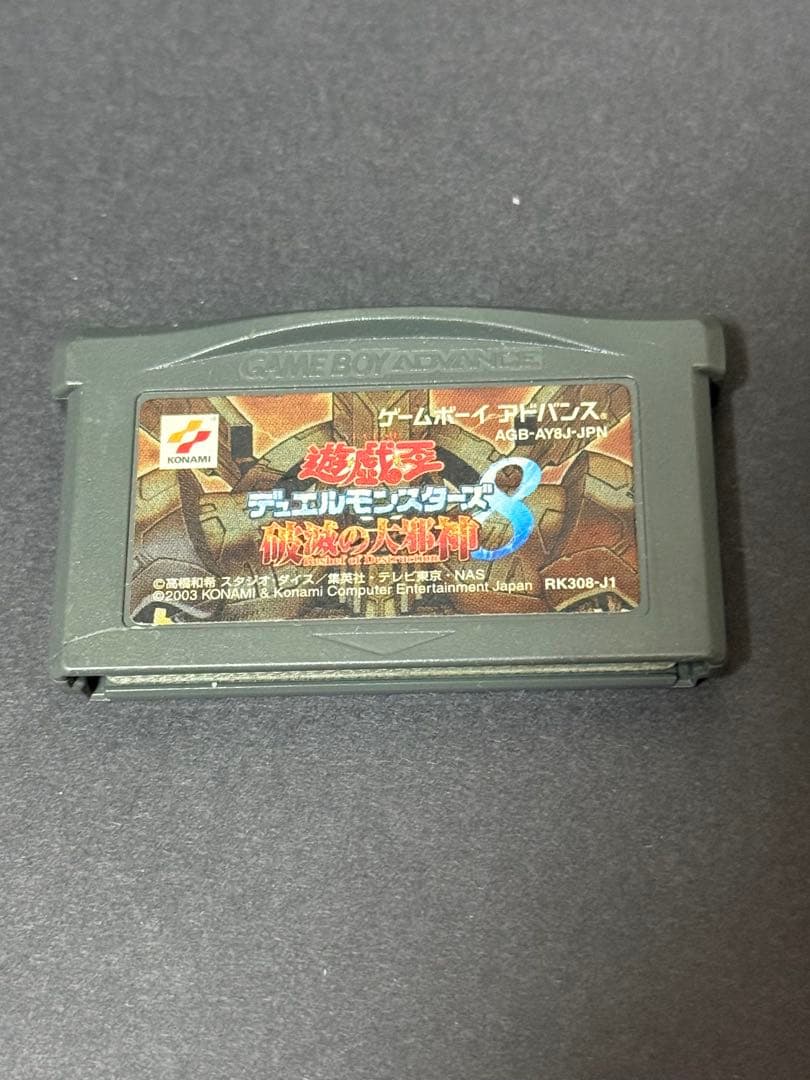 GAME BOY ADVANCE
ゲームボーイ アドバンス®
AGB-AY8J-JPN
KONAMI
遊戯王
デュエルモンスターズ8
破滅の大邪神
Reshef of Destruction
©高橋和希 スタジオ・ダイス／集英社・テレビ東京・NAS
©2003 KONAMI & Konami Computer Entertainment Japan RK308-J1